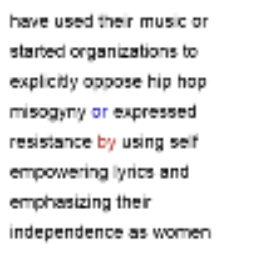 have used their music or
started organizations to
explicitly oppose hip hop
misogyny or expressed
resistance by using self
empowering lyrics and
emphasizing their
independence as women